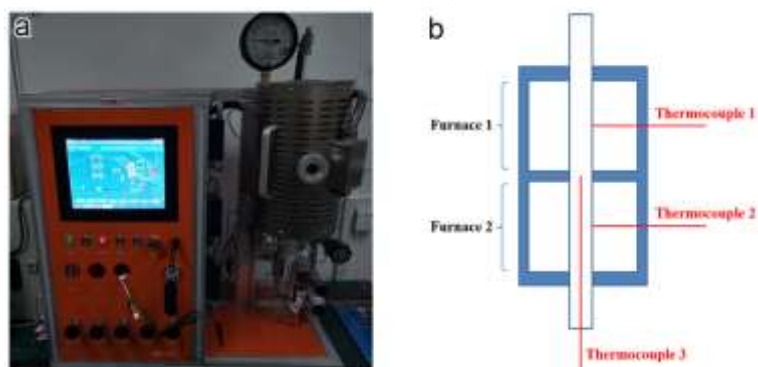 a
b
Furnace 1
Thermocouple 1
Furnace 2
Thermocouple 2
Thermocouple 3